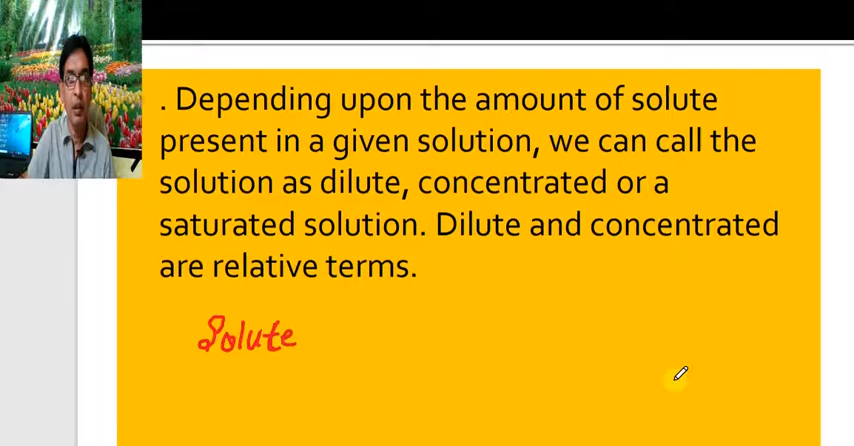 . Depending upon the amount of solute
present in a given solution, we can call the
solution as dilute, concentrated or a
saturated solution. Dilute and concentrated
are relative terms.
Solute